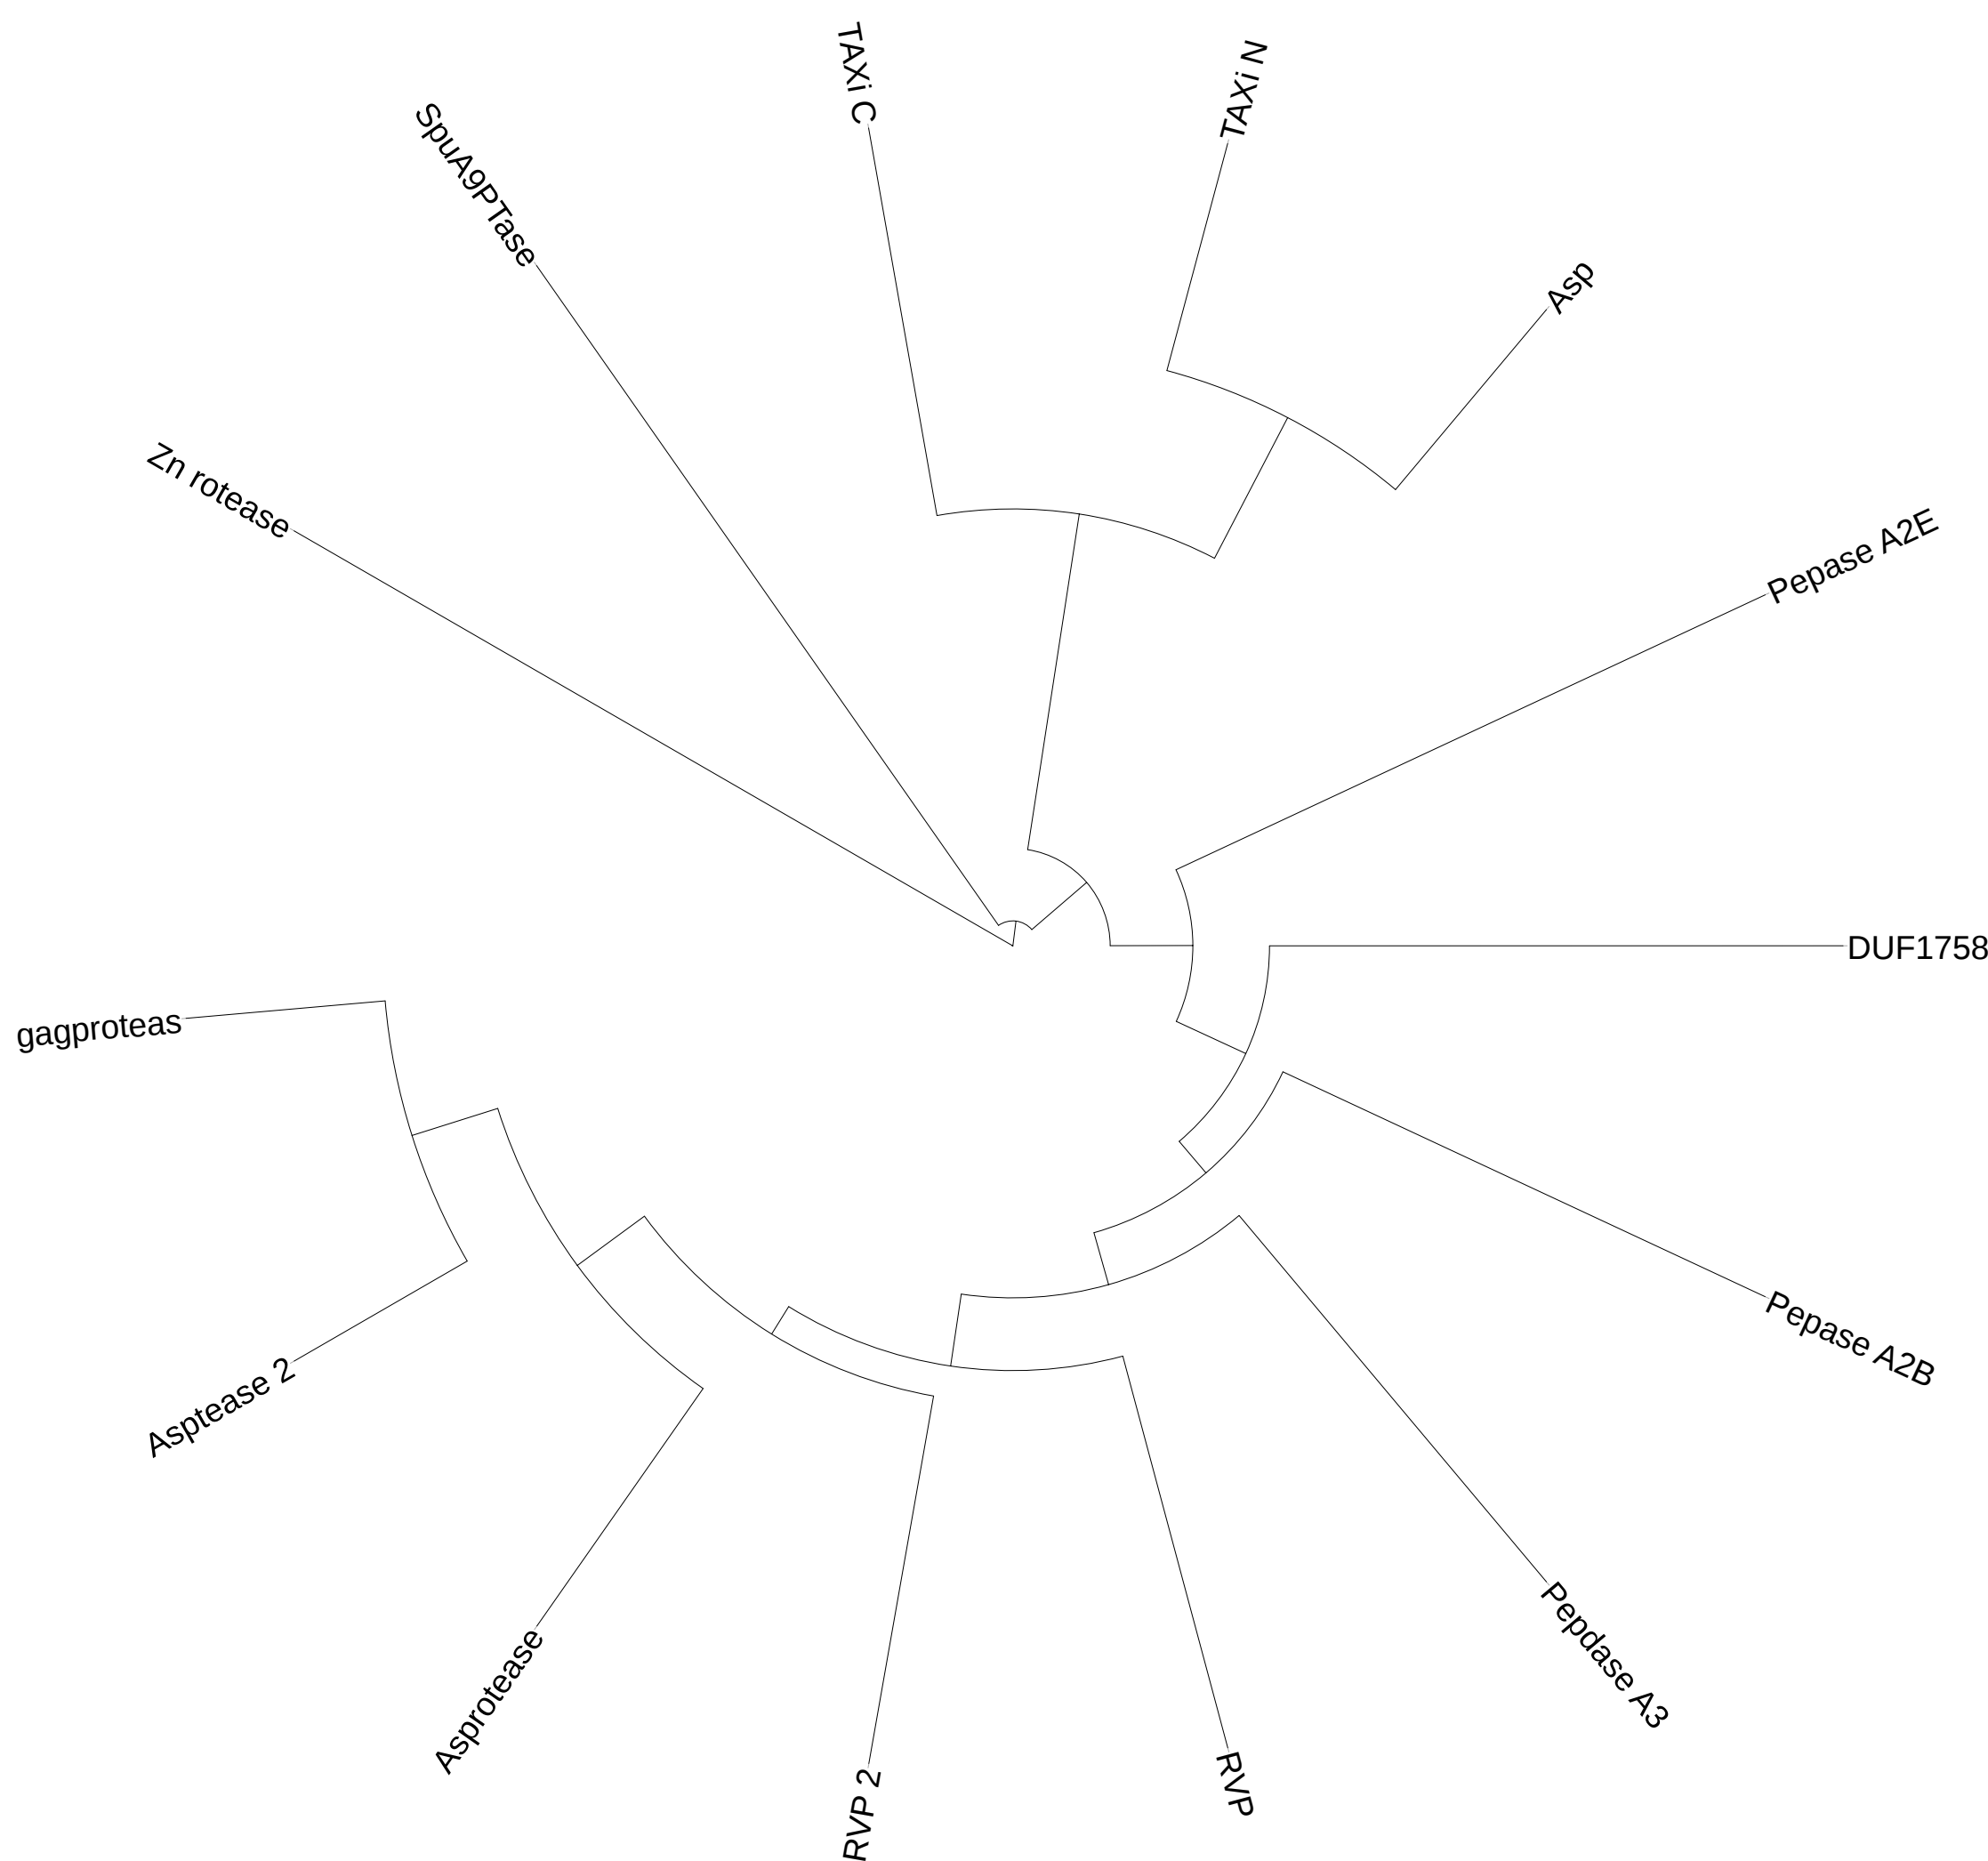 TAXi C
TAXi N
SpuA9PTase
Asp
Zn rotease
Pepase A2E
DUF1758
gagproteas
Pepase A2B
Asptease 2
Pepdase A3
Asprotease
RVP 2
RVP